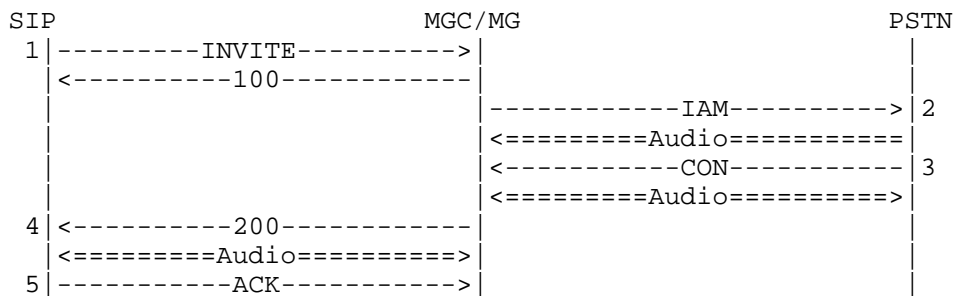 SIP                       MGC/MG                          PSTN
  1|---------INVITE---------->|                             |
   |<----------100------------|                             |
   |                          |------------IAM---------->|2
   |                          |<=========Audio===========|
   |                          |<----------CON------------|3
   |                          |<=========Audio==========>|
  4|<----------200------------|                             |
   |<=========Audio==========>|                             |
  5|-----------ACK----------->|                             |